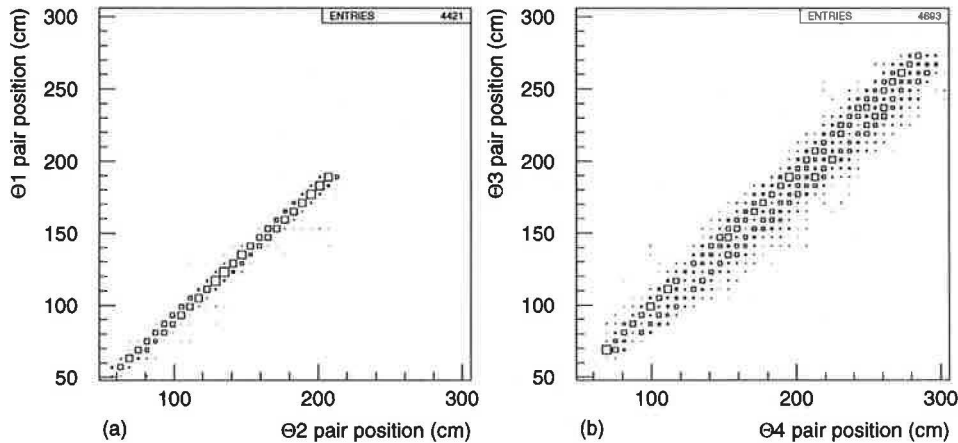 ENTRIES 4421
Θ1 pair position (cm)
300
250
200
150
100
50
100 200 300
(a) Θ2 pair position (cm)
ENTRIES 4693
Θ3 pair position (cm)
300
250
200
150
100
50
100 200 300
(b) Θ4 pair position (cm)